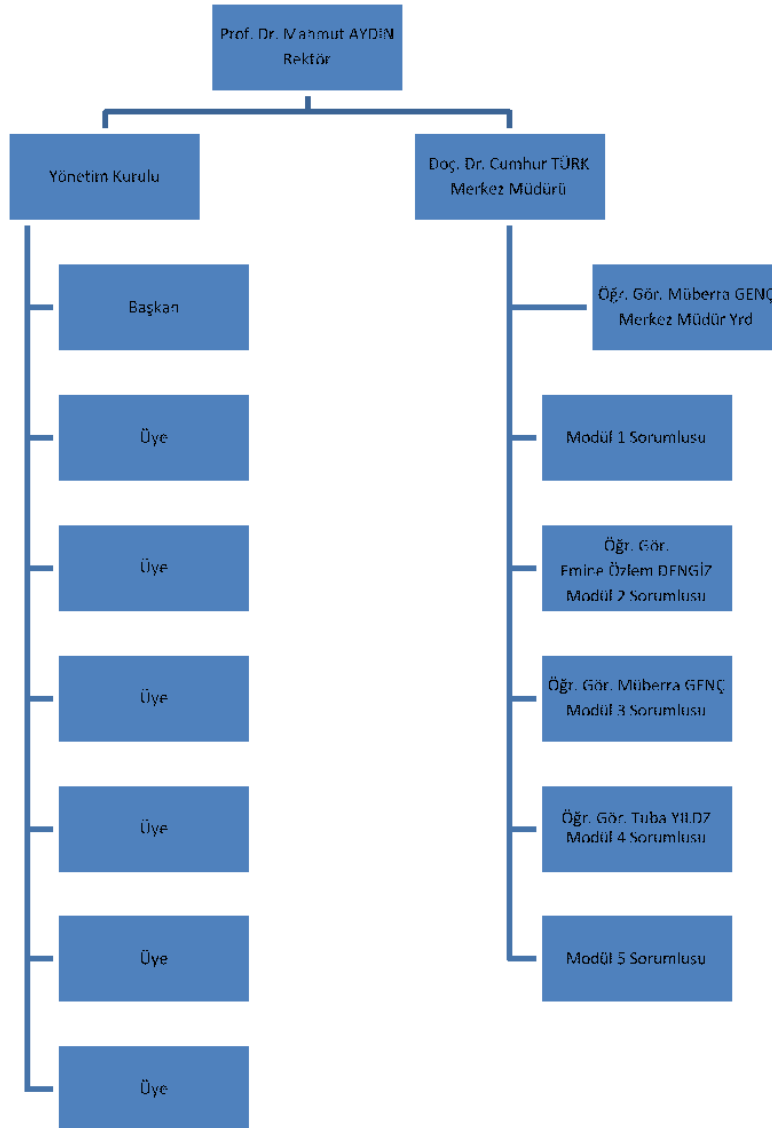 Prof. Dr. Mahmut AYDIN
Rektör
Yönetim Kurulu
Doç. Dr. Cumhur TÜRK
Merkez Müdürü
Başkan
Üye
Üye
Üye
Üye
Üye
Üye
Öğr. Gör. Müberra GENÇ
Merkez Müdür Yrd
Modül 1 Sorumlusu
Öğr. Gör.
Emine Özlem DENGİZ
Modül 2 Sorumlusu
Öğr. Gör. Müberra GENÇ
Modül 3 Sorumlusu
Öğr. Gör. Tuba YILDZ
Modül 4 Sorumlusu
Modül 5 Sorumlusu